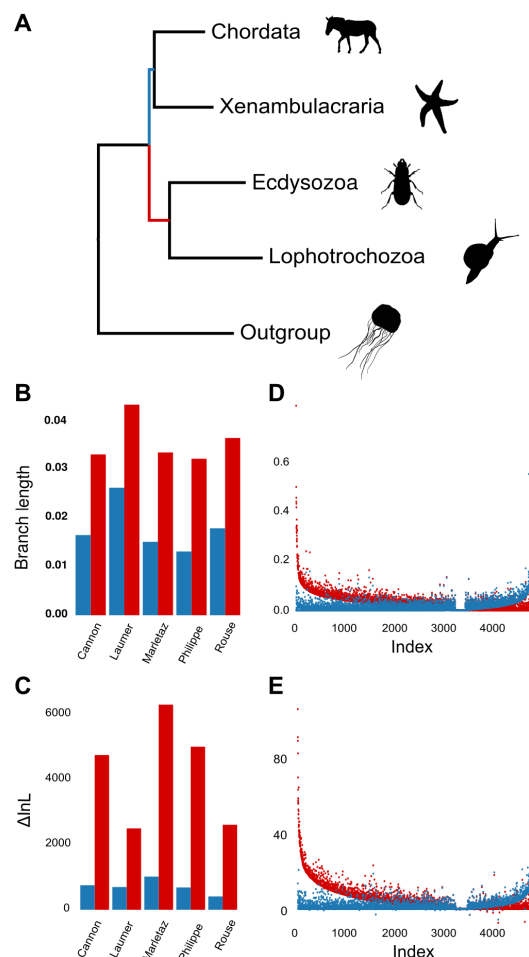 A
Chordata
Xenambulacraria
Ecdysozoa
Lophotrochozoa
Outgroup
B
Branch length
0.04
0.03
0.02
0.01
0.00
Cannon
Laumer
Marletaz
Philippe
Rouse
D
0.6
0.4
0.2
0.0
0
1000
2000
3000
4000
Index
C
ΔlnL
6000
4000
2000
0
Cannon
Laumer
Marletaz
Philippe
Rouse
E
80
40
0
0
1000
2000
3000
4000
Index